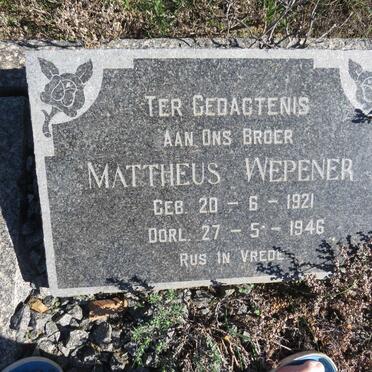 TER GEDAGTENIS
AAN ONS BROER
MATTHEUS WEPENER
GEB. 20 - 6 - 1921
OORL. 27 - 5 - 1946
RUS IN VREDE